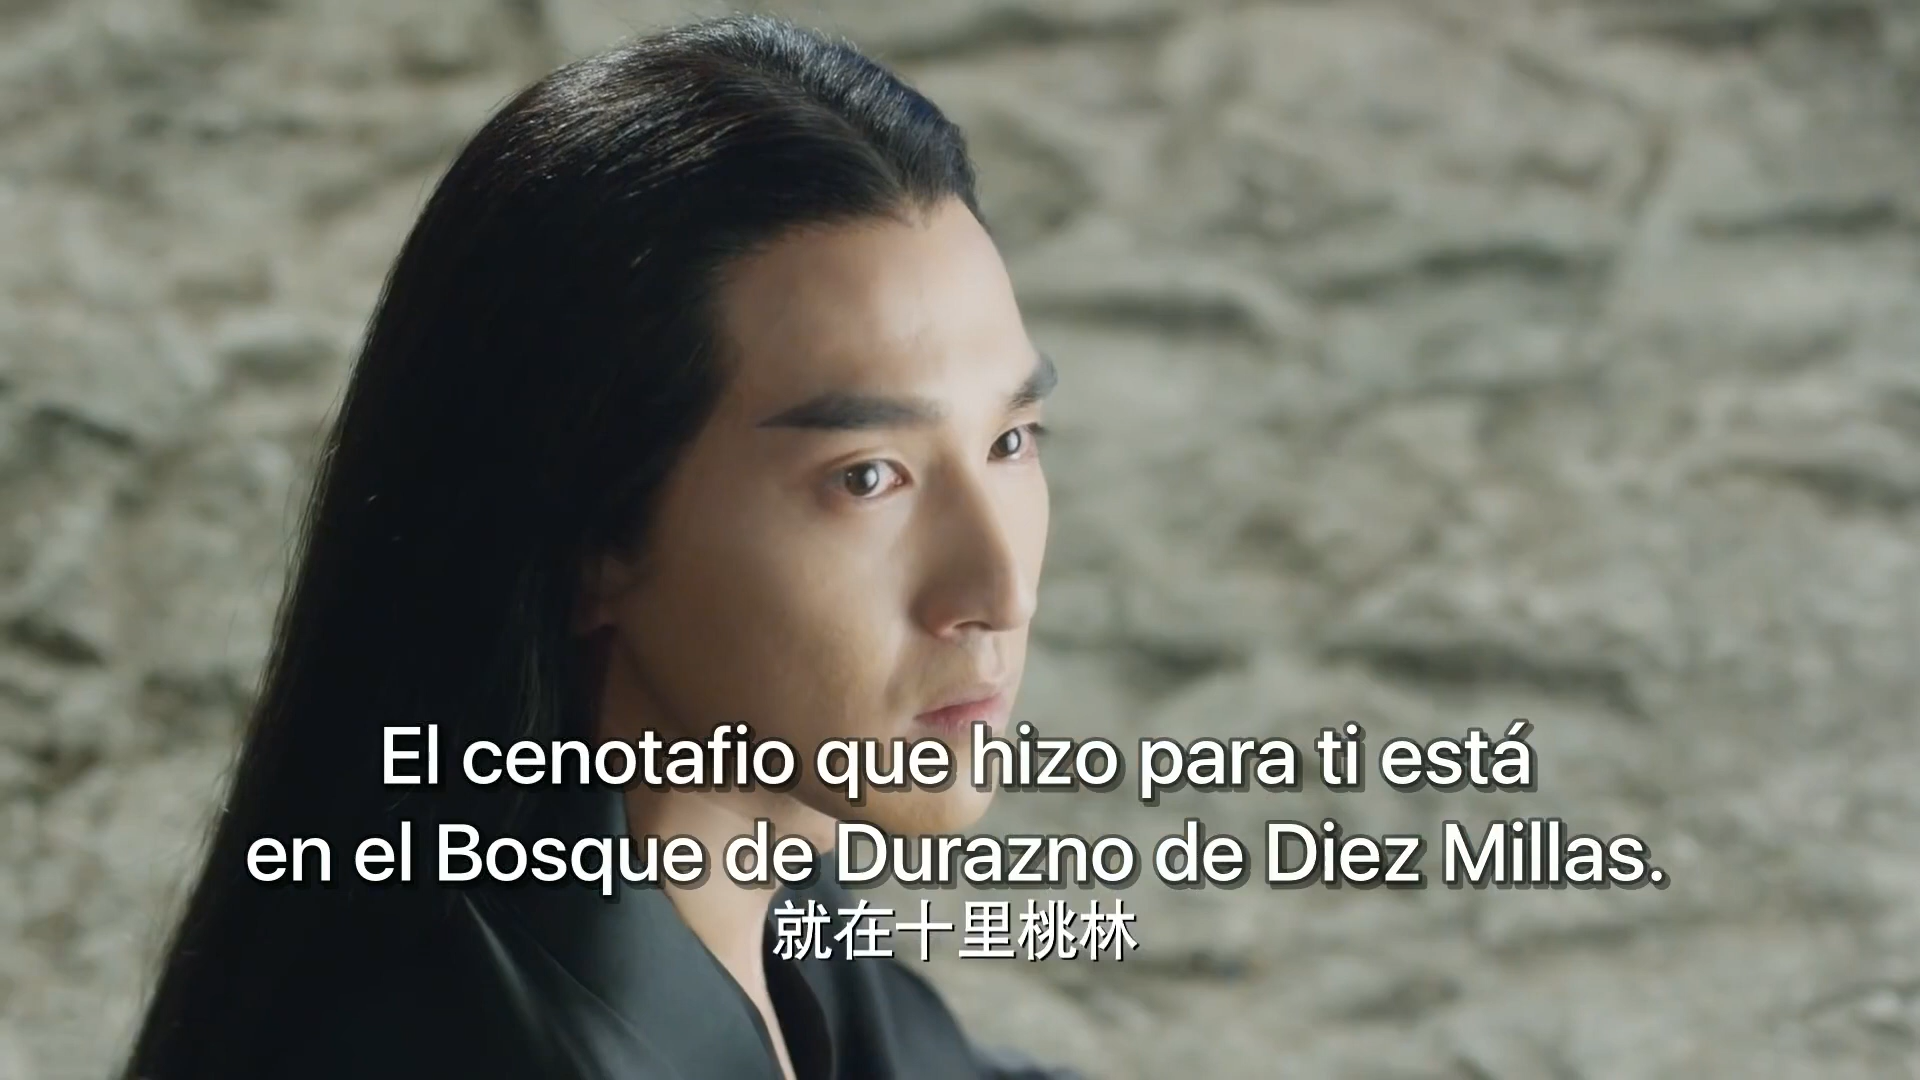 El cenotafio que hizo para ti está
en el Bosque de Durazno de Diez Millas.
就在十里桃林